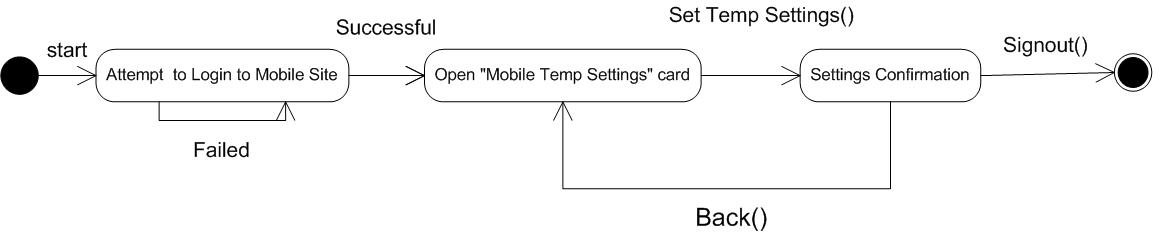 Set Temp Settings()
Successful
Signout()
start
Attempt to Login to Mobile Site
Open "Mobile Temp Settings" card
Settings Confirmation
Failed
Back()